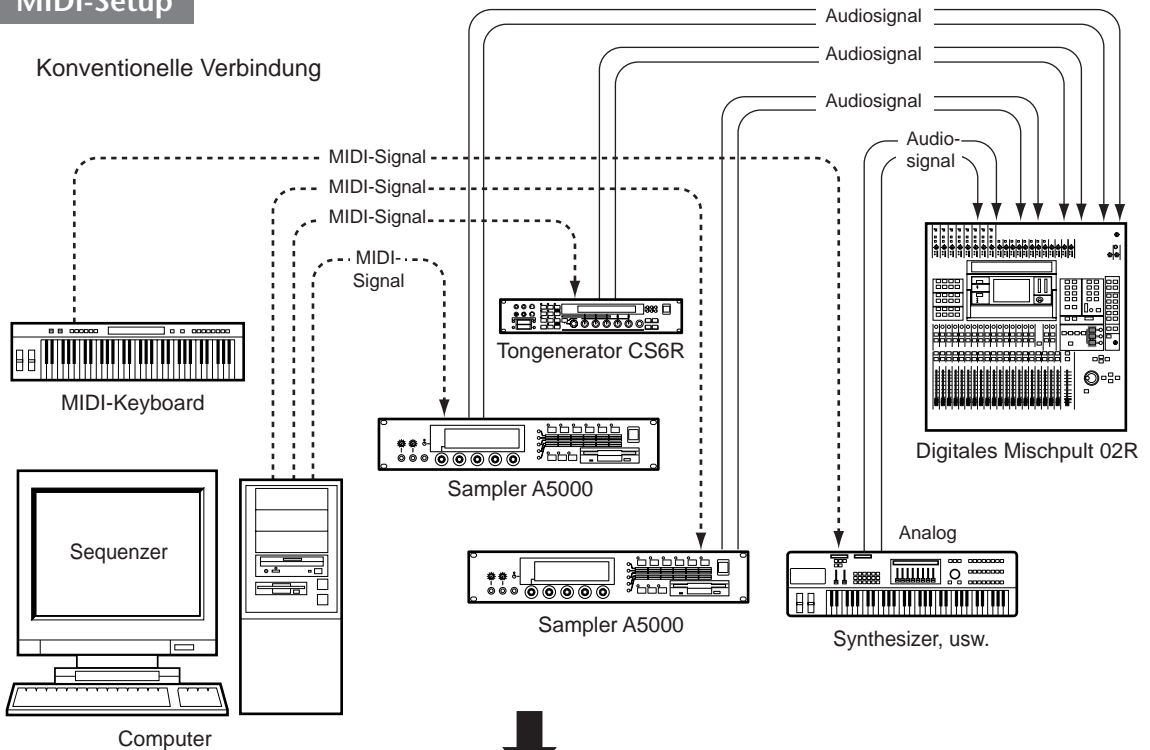 MIDI-Setup
Konventionelle Verbindung
Audiosignal
Audiosignal
Audiosignal
Audio-
signal
MIDI-Signal
MIDI-Signal
MIDI-Signal
MIDI-
Signal
Tongenerator CS6R
MIDI-Keyboard
Digitales Mischpult 02R
Sampler A5000
Sequenzer
Analog
Sampler A5000
Synthesizer, usw.
Computer